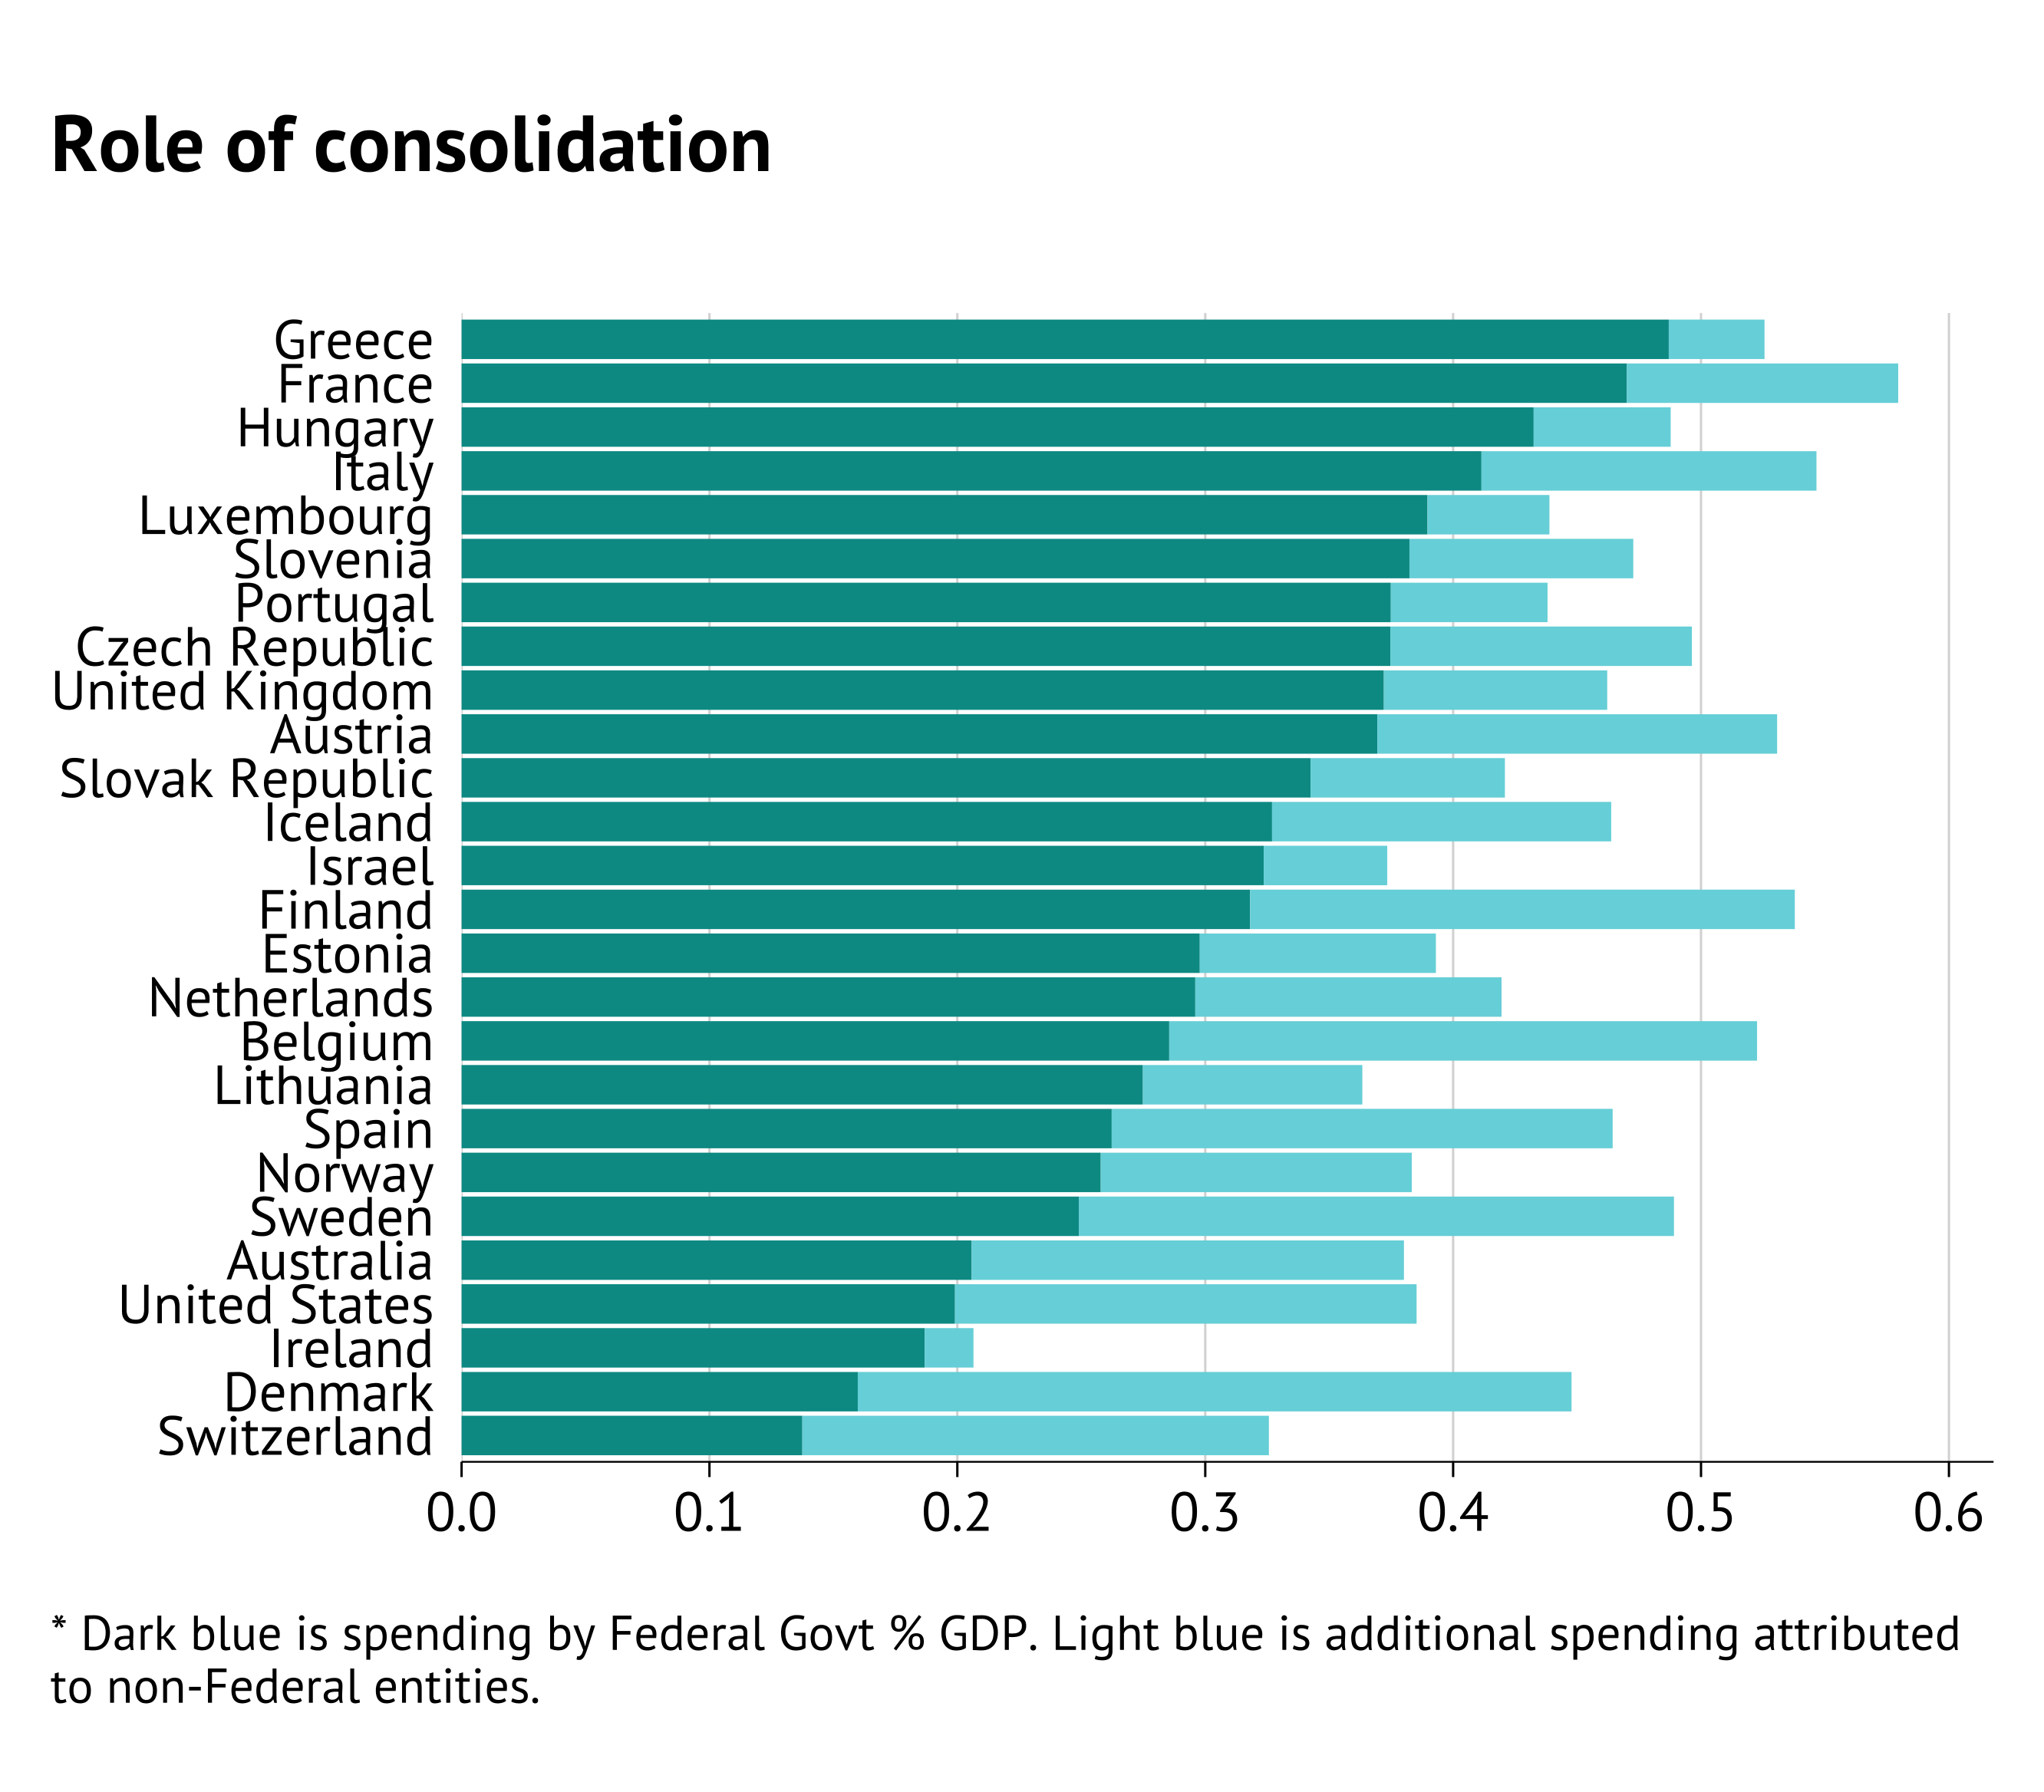 Role of consolidation
Greece
France
Hungary
Italy
Luxembourg
Slovenia
Portugal
Czech Republic
United Kingdom
Austria
Slovak Republic
Iceland
Israel
Finland
Estonia
Netherlands
Belgium
Lithuania
Spain
Norway
Sweden
Australia
United States
Ireland
Denmark
Switzerland
0.0 0.1 0.2 0.3 0.4 0.5 0.6
* Dark blue is spending by Federal Govt % GDP. Light blue is additional spending attributed
to non-Federal entities.